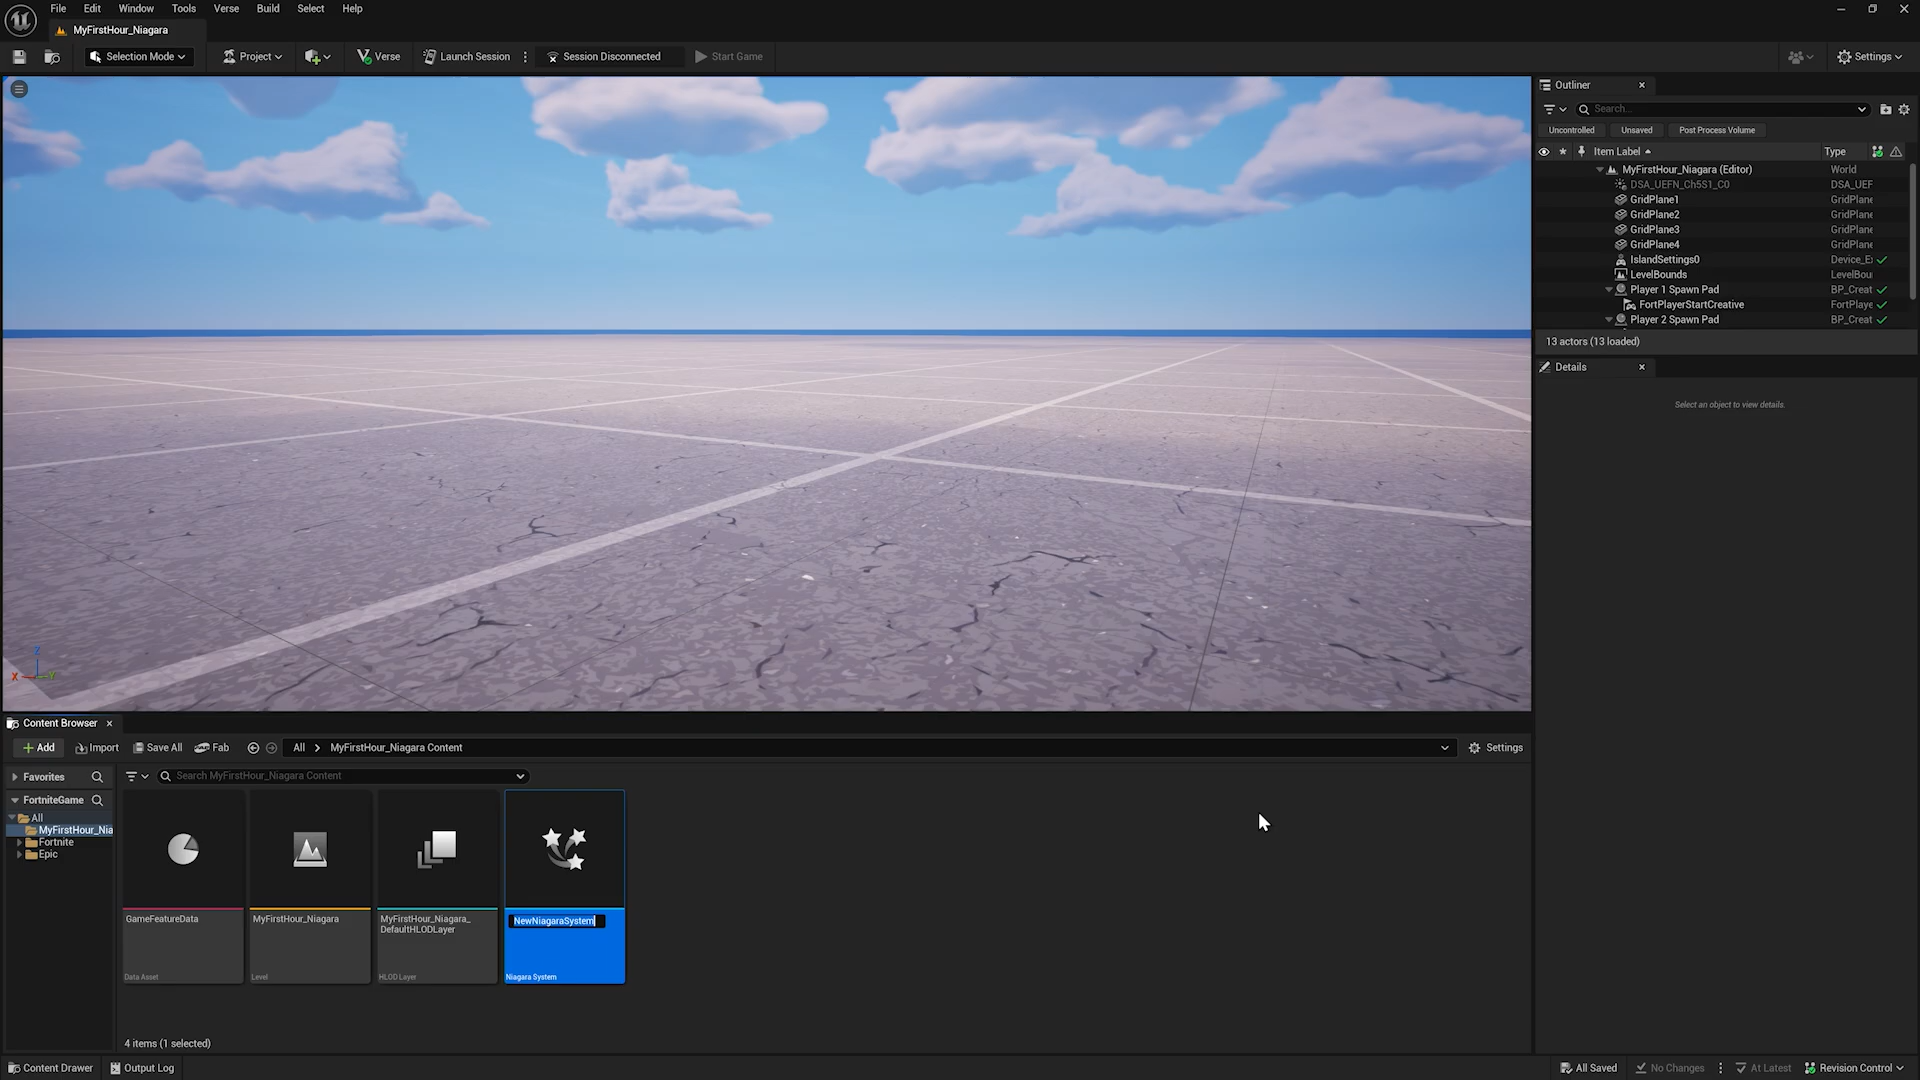 File Edit Window Tools Verse Build Select Help
MyFirstHour_Niagara
Selection Mode Project Verse Launch Session Session Disconnected Start Game Settings
Outliner
Search...
Uncontrolled Unsaved Post Process Volume
Item Label Type
MyFirstHour_Niagara (Editor) World
DSA_UEFN_Ch5S1_C0 DSA_UEF
GridPlane1 GridPlane
GridPlane2 GridPlane
GridPlane3 GridPlane
GridPlane4 GridPlane
IslandSettings0 Device_E
LevelBounds LevelBou
Player 1 Spawn Pad BP_Creat
FortPlayerStartCreative FortPlaye
Player 2 Spawn Pad BP_Creat
13 actors (13 loaded)
Details
Select an object to view details.
Z
X Y
Content Browser
Add Import Save All Fab All MyFirstHour_Niagara Content Settings
Favorites
Search MyFirstHour_Niagara Content
FortniteGame
All
MyFirstHour_Nia
Fortnite
Epic
GameFeatureData
Data Asset
MyFirstHour_Niagara
Level
MyFirstHour_Niagara_
DefaultHLODLayer
HLOD Layer
NewNiagaraSystem
Niagara System
4 items (1 selected)
Content Drawer Output Log All Saved No Changes At Latest Revision Control